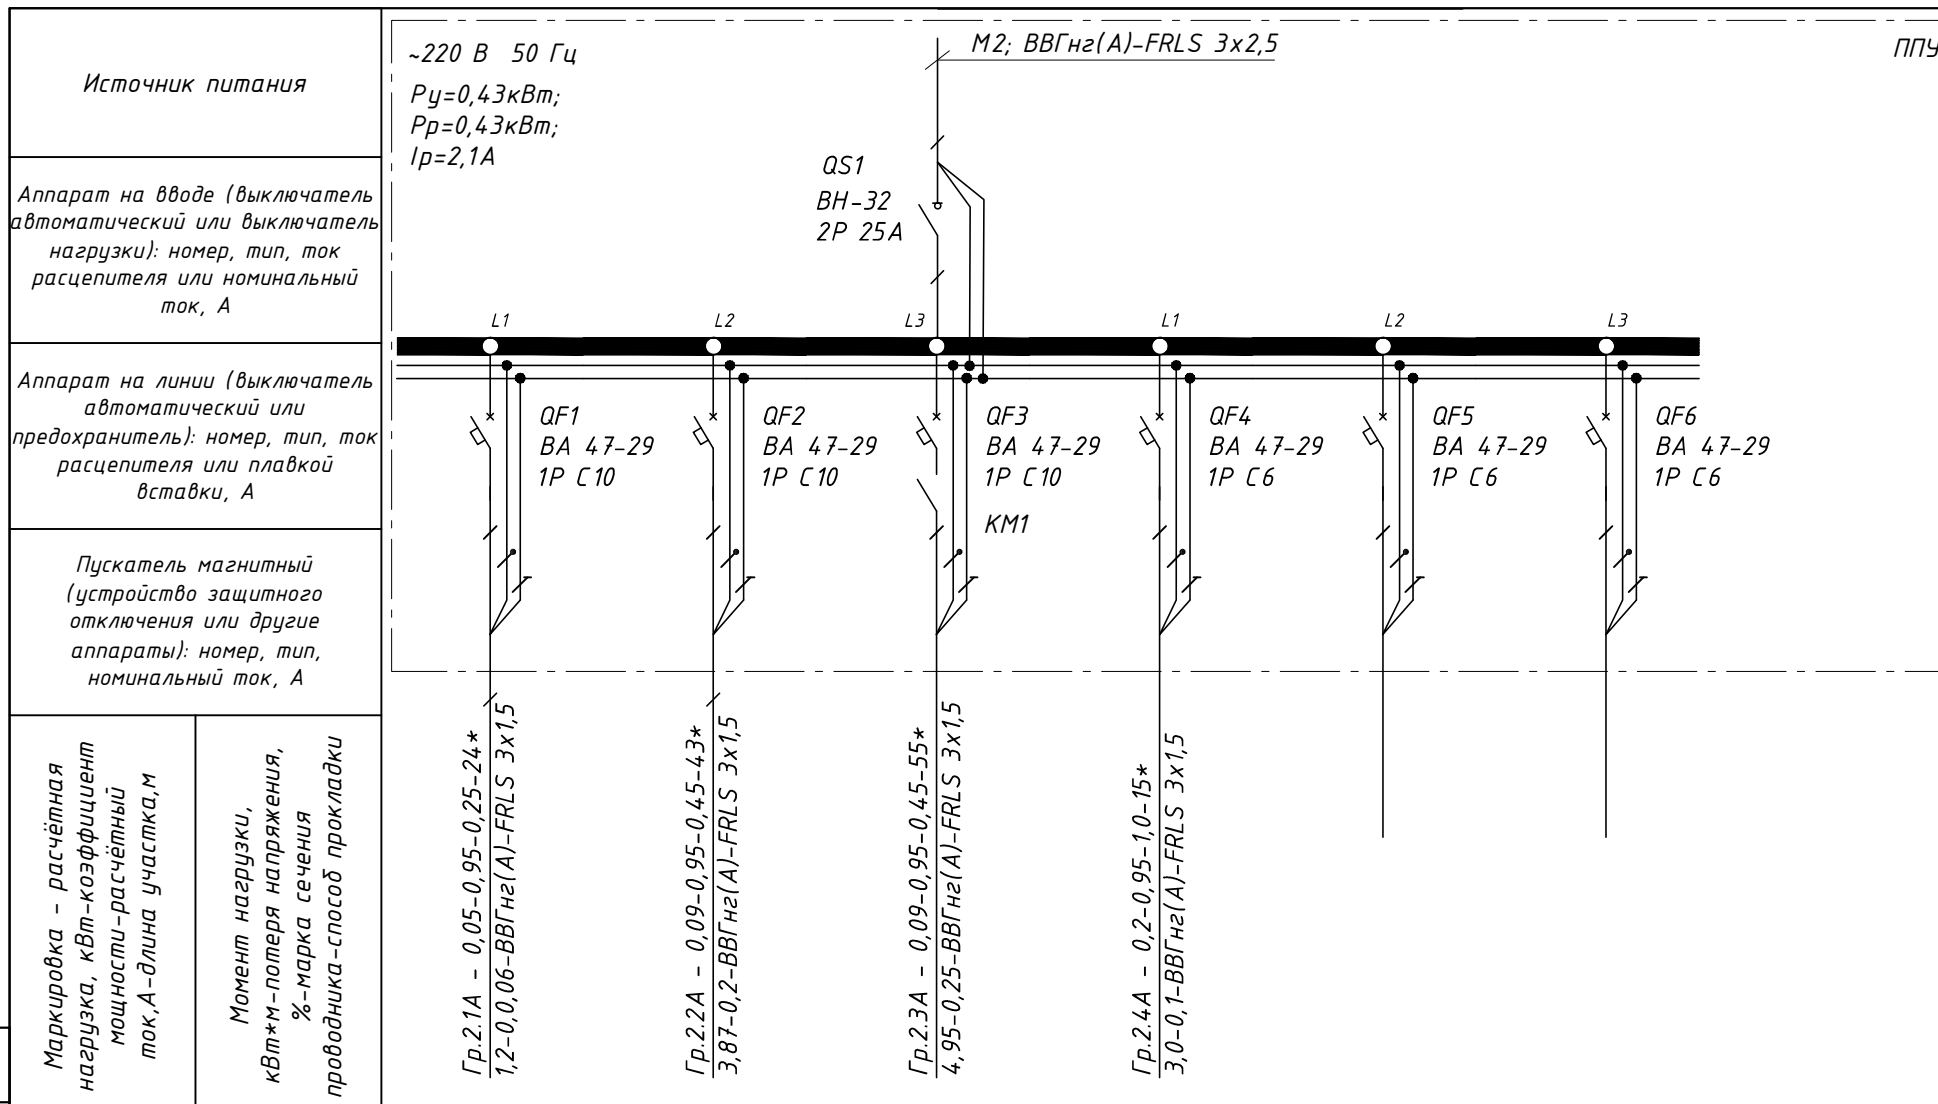 Источник питания
~220 В 50 Гц
Ру=0,43кВт;
Рр=0,43кВт;
Iр=2,1А
М2; ВВГнг(А)-FRLS 3х2,5
ППУ
Аппарат на вводе (выключатель
автоматический или выключатель
нагрузки): номер, тип, ток
расцепителя или номинальный
ток, А
QS1
ВН-32
2Р 25А
L1
L2
L3
L1
L2
L3
Аппарат на линии (выключатель
автоматический или
предохранитель): номер, тип, ток
расцепителя или плавкой
вставки, А
QF1
ВА 47-29
1Р С10
QF2
ВА 47-29
1Р С10
QF3
ВА 47-29
1Р С10
KM1
QF4
ВА 47-29
1Р С6
QF5
ВА 47-29
1Р С6
QF6
ВА 47-29
1Р С6
Пускатель магнитный
(устройство защитного
отключения или другие
аппараты): номер, тип,
номинальный ток, А
Маркировка - расчётная
нагрузка, кВт-коэффициент
мощности-расчётный
ток,А-длина участка,м
Момент нагрузки,
кВт*м-потеря напряжения,
%-марка сечения
проводника-способ прокладки
Гр.2.1А - 0,05-0,95-0,25-24*
1,2-0,06-ВВГнг(А)-FRLS 3х1,5
Гр.2.2А - 0,09-0,95-0,45-43*
3,87-0,2-ВВГнг(А)-FRLS 3х1,5
Гр.2.3А - 0,09-0,95-0,45-55*
4,95-0,25-ВВГнг(А)-FRLS 3х1,5
Гр.2.4А - 0,2-0,95-1,0-15*
3,0-0,1-ВВГнг(А)-FRLS 3х1,5